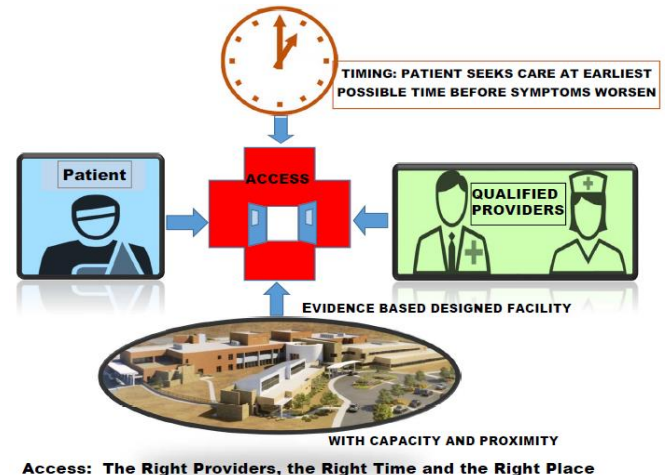 TIMING: PATIENT SEEKS CARE AT EARLIEST
POSSIBLE TIME BEFORE SYMPTOMS WORSEN
Patient
ACCESS
QUALIFIED
PROVIDERS
EVIDENCE BASED DESIGNED FACILITY
WITH CAPACITY AND PROXIMITY
Access: The Right Providers, the Right Time and the Right Place